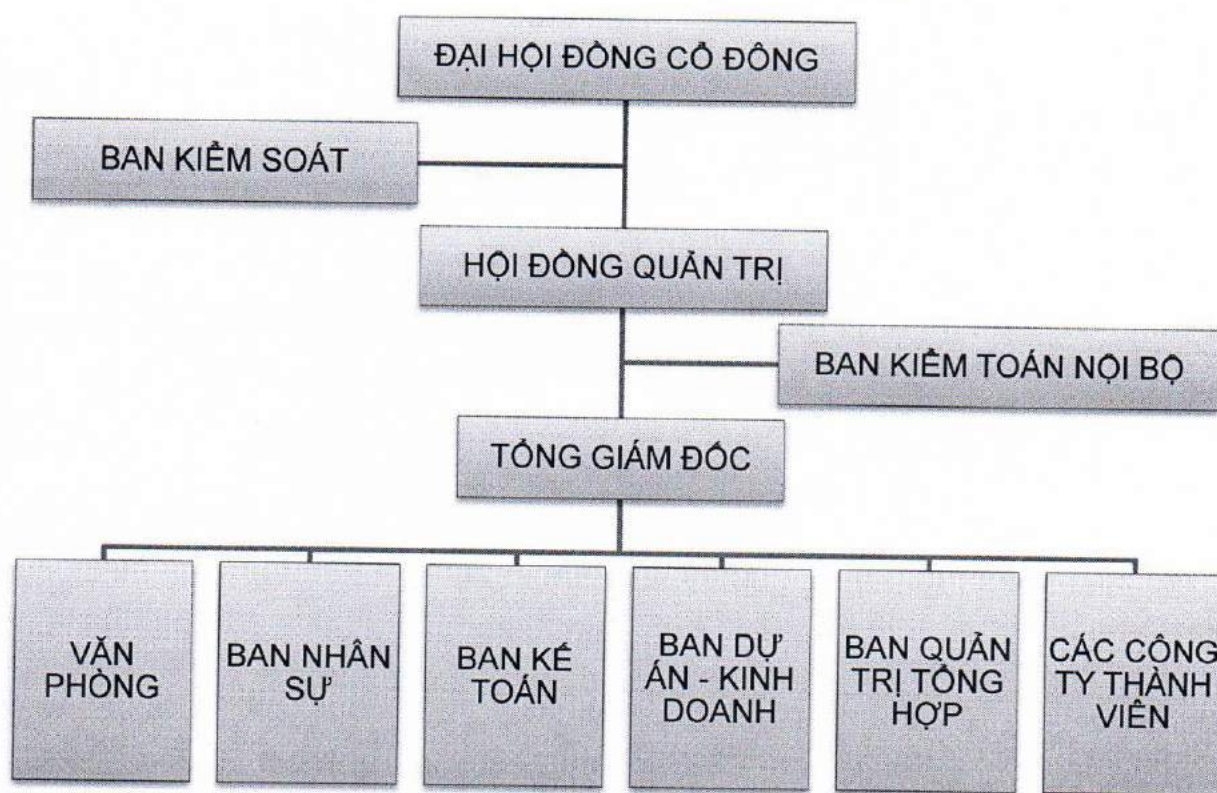 ĐẠI HỘI ĐỒNG CỔ ĐÔNG
BAN KIỂM SOÁT
HỘI ĐỒNG QUẢN TRỊ
BAN KIỂM TOÁN NỘI BỘ
TỔNG GIÁM ĐỐC
VĂN
PHÒNG
BAN NHÂN
SỰ
BAN KẾ
TOÁN
BAN DỰ
ÁN - KINH
DOANH
BAN QUẢN
TRỊ TỔNG
HỢP
CÁC CÔNG
TY THÀNH
VIÊN